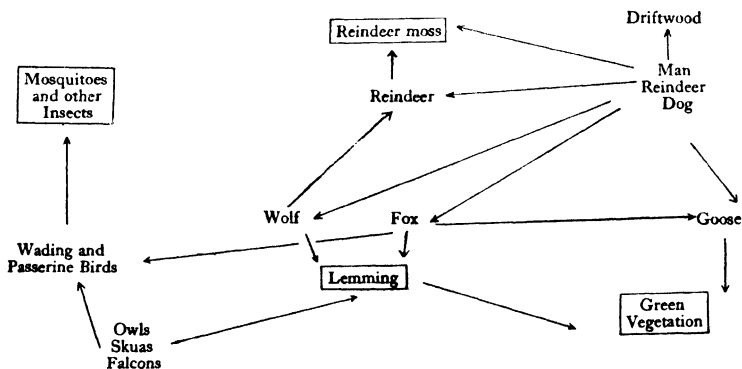 Driftwood
Reindeer moss
Man
Reindeer
Dog
Mosquitoes
and other
Insects
Reindeer
Wolf
Fox
Goose
Wading and
Passerine Birds
Lemming
Green
Vegetation
Owls
Skuas
Falcons